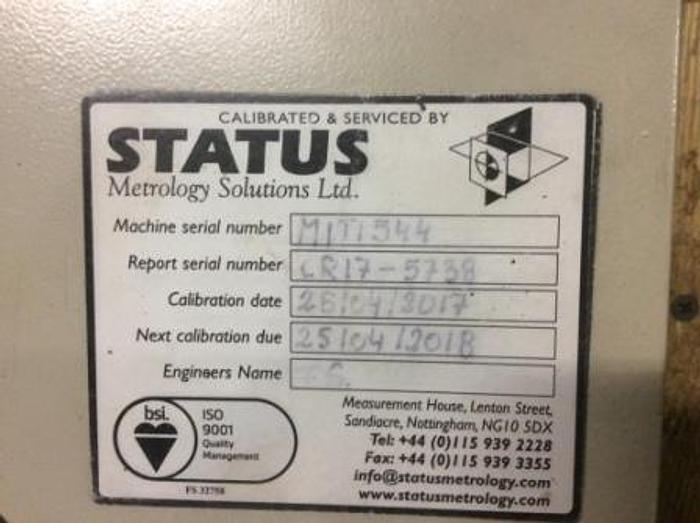 CALIBRATED & SERVICED BY
STATUS
Metrology Solutions Ltd.
Machine serial number MITI544
Report serial number CR17-5738
Calibration date 26/04/2017
Next calibration due 25/04/2018
Engineers Name
bsi. ISO
9001
Quality
Management
FS 32758
Measurement House, Lenton Street,
Sandiacre, Nottingham, NG10 5DX
Tel: +44 (0)115 939 2228
Fax: +44 (0)115 939 3355
info@statusmetrology.com
www.statusmetrology.com